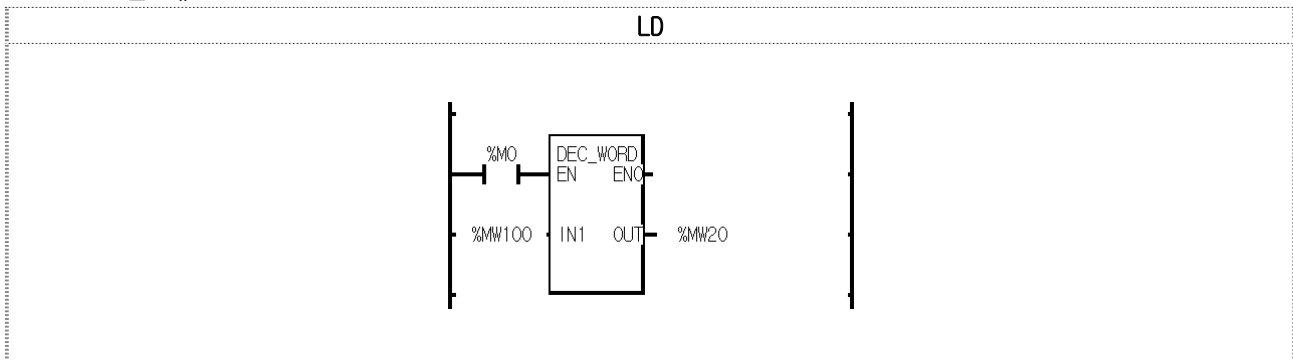 LD
%M0 DEC_WORD
EN ENO
%MW100 IN1 OUT %MW20